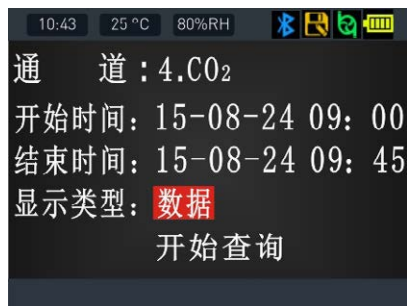 10:43 25 °C 80%RH
通 道：4.CO₂
开始时间：15-08-24 09：00
结束时间：15-08-24 09：45
显示类型：数据
开始查询